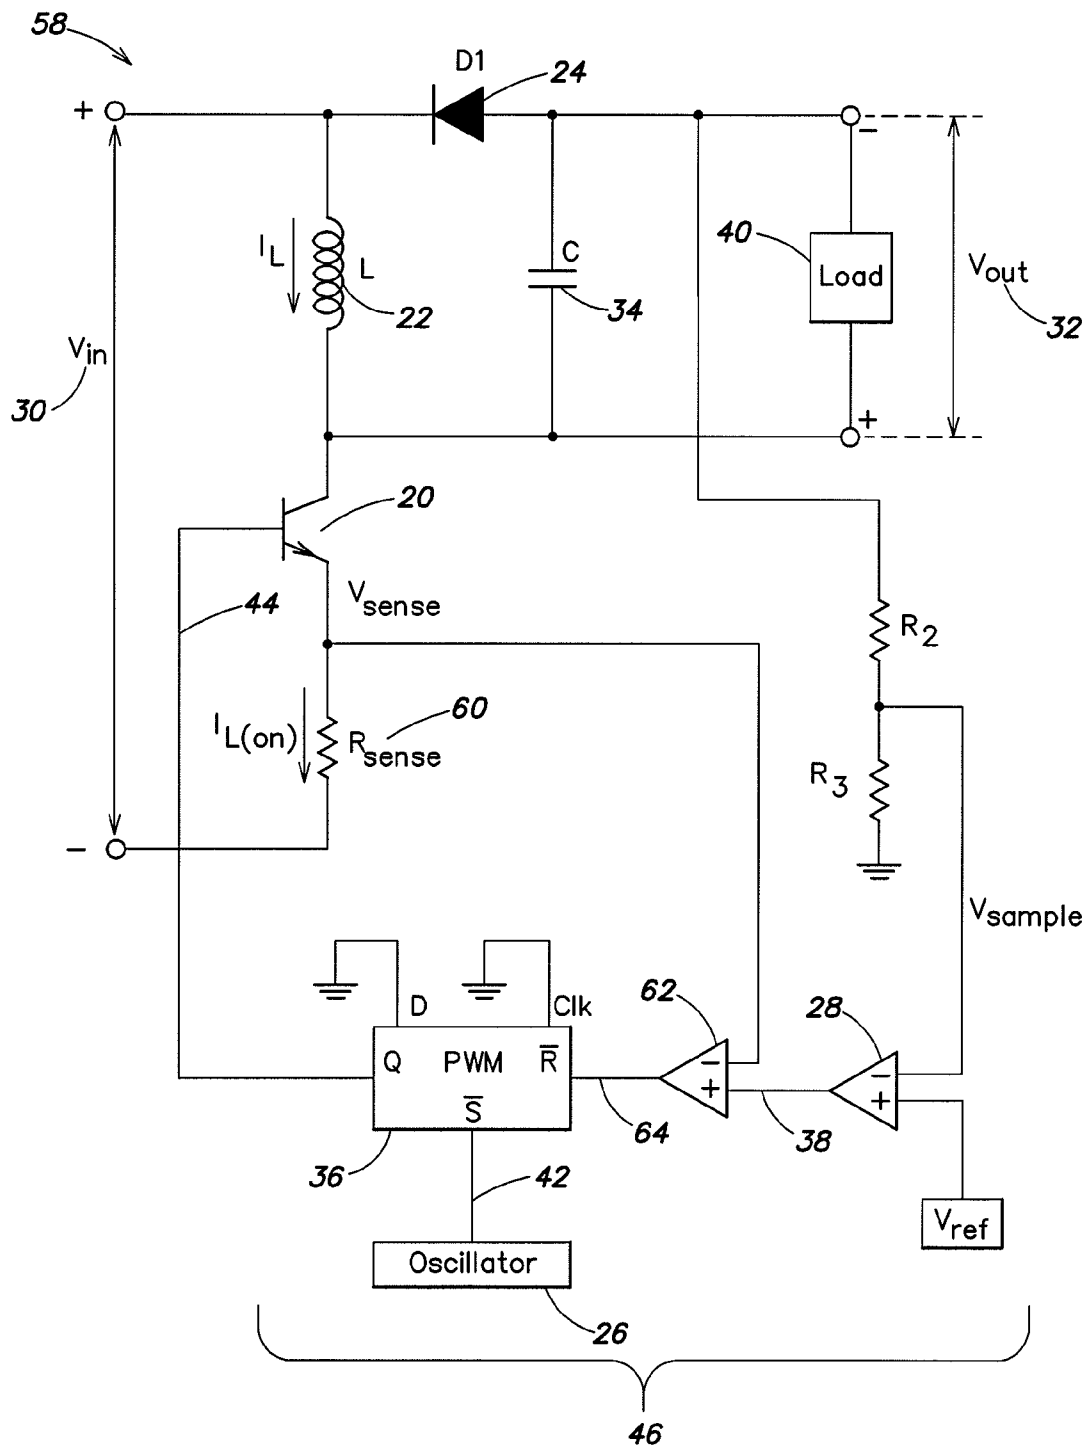 58
D1
24
+
−
I_L
L
22
C
34
40
Load
V_out
32
V_in
30
+
20
44
V_sense
R_2
60
I_L(on)
R_sense
R_3
−
V_sample
D
Clk
62
28
Q
PWM
R̅
−
+
−
+
S̅
64
38
36
42
V_ref
Oscillator
26
46